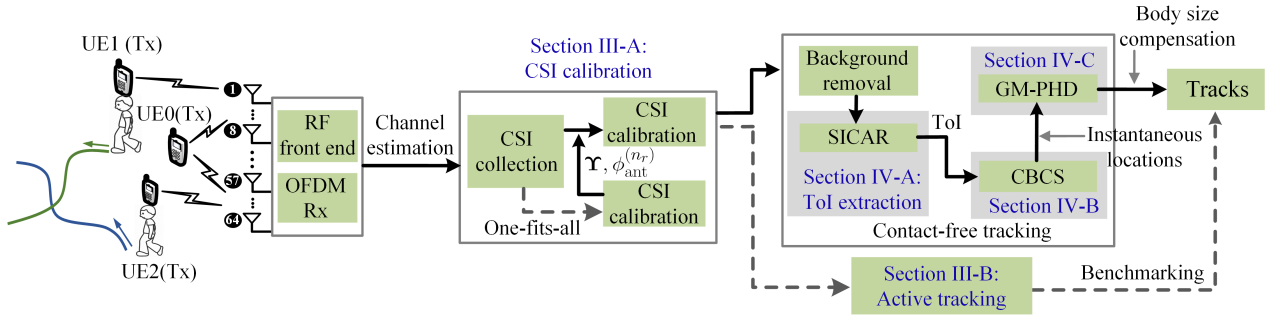 UE1 (Tx)
UE0(Tx)
UE2(Tx)
1
8
57
64
RF
front end
OFDM
Rx
Channel
estimation
Section III-A:
CSI calibration
CSI
collection
CSI
calibration
ϒ, ϕ_ant^(n_r)
CSI
calibration
One-fits-all
Background
removal
SICAR
Section IV-A:
ToI extraction
ToI
Section IV-C
GM-PHD
CBCS
Section IV-B
Contact-free tracking
Instantaneous
locations
Body size
compensation
Tracks
Section III-B:
Active tracking
Benchmarking